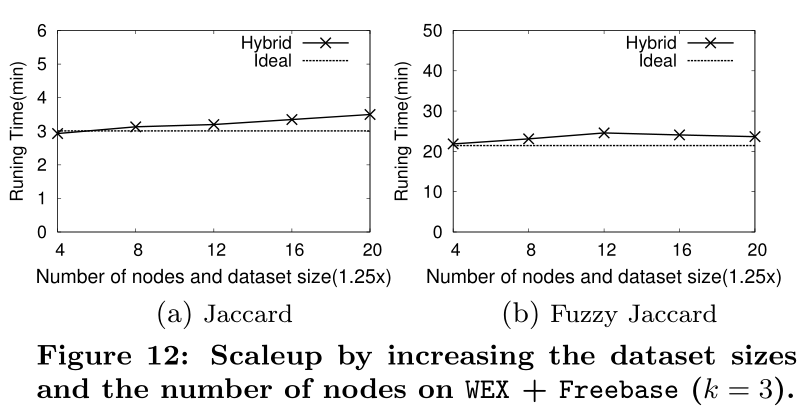 6
5
4
3
2
1
0
Runing Time(min)
Hybrid
Ideal
4 8 12 16 20
Number of nodes and dataset size(1.25x)
(a) Jaccard
50
40
30
20
10
0
Runing Time(min)
Hybrid
Ideal
4 8 12 16 20
Number of nodes and dataset size(1.25x)
(b) Fuzzy Jaccard
Figure 12: Scaleup by increasing the dataset sizes
and the number of nodes on WEX + Freebase (k = 3).